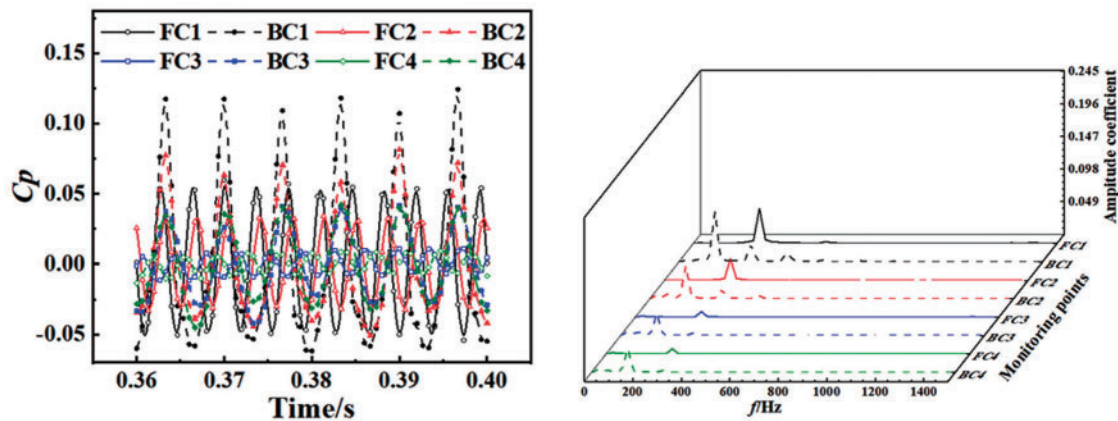 FC1 BC1 FC2 BC2
FC3 BC3 FC4 BC4
0.15
0.10
0.05
0.00
-0.05
Cp
0.36 0.37 0.38 0.39 0.40
Time/s
0.245
0.196
0.147
0.098
0.049
Amplitude coefficient
FC1
BC1
FC2
BC2
FC3
BC3
FC4
BC4
Monitoring points
0 200 400 600 800 1000 1200 1400
f/Hz